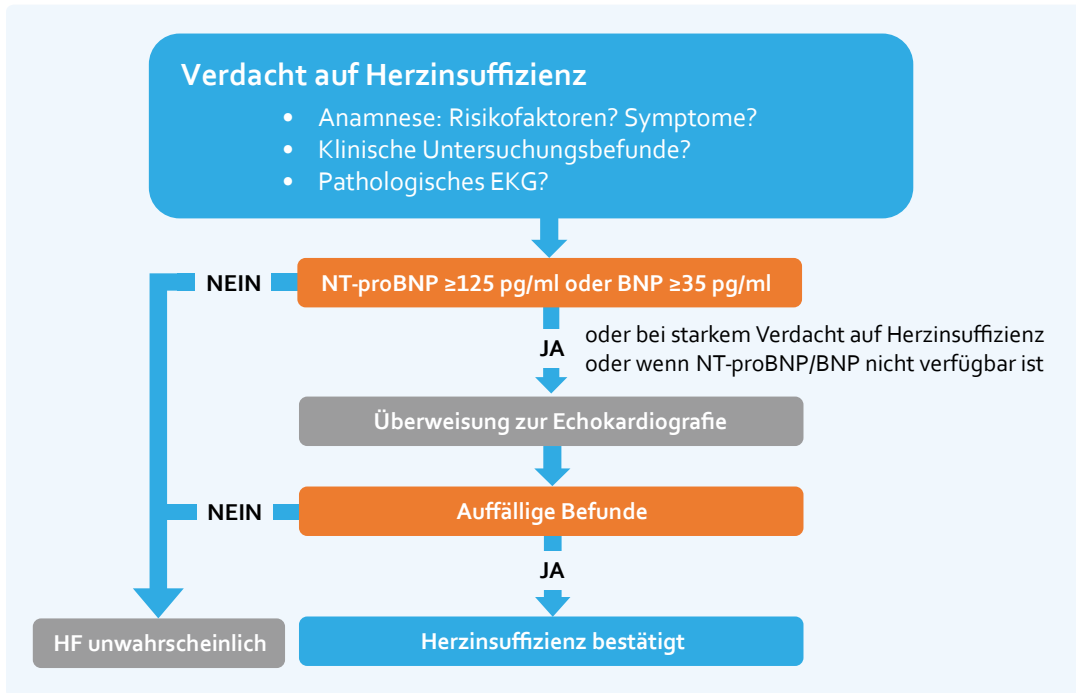 Verdacht auf Herzinsuffizienz
• Anamnese: Risikofaktoren? Symptome?
• Klinische Untersuchungsbefunde?
• Pathologisches EKG?
NEIN
NT-proBNP ≥125 pg/ml oder BNP ≥35 pg/ml
JA
oder bei starkem Verdacht auf Herzinsuffizienz
oder wenn NT-proBNP/BNP nicht verfügbar ist
Überweisung zur Echokardiografie
NEIN
Auffällige Befunde
JA
HF unwahrscheinlich
Herzinsuffizienz bestätigt